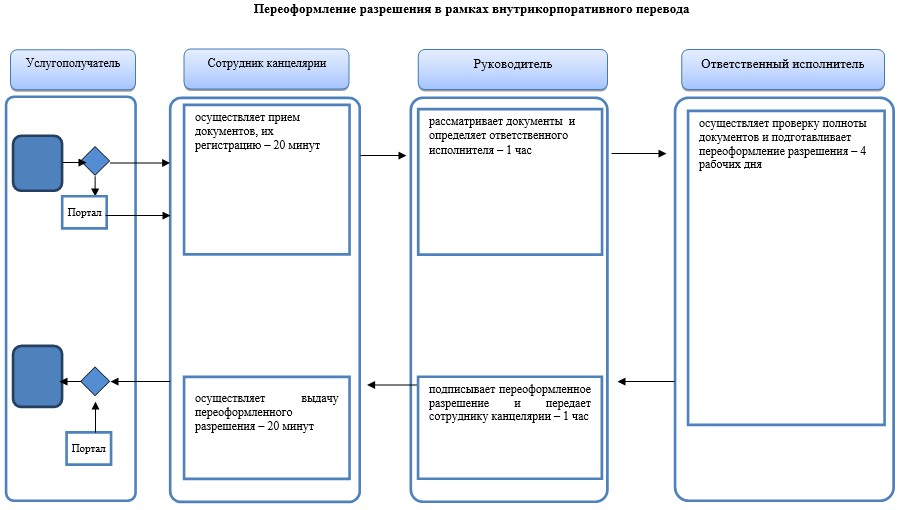 Переоформление разрешения в рамках внутрикорпоративного перевода
Услугополучатель
Сотрудник канцелярии
Руководитель
Ответственный исполнитель
осуществляет прием
документов, их
регистрацию – 20 минут
рассматривает документы и
определяет ответственного
исполнителя – 1 час
осуществляет проверку полноты
документов и подготавливает
переоформление разрешения – 4
рабочих дня
Портал
осуществляет выдачу
переоформленного
разрешения – 20 минут
подписывает переоформленное
разрешение и передает
сотруднику канцелярии – 1 час
Портал